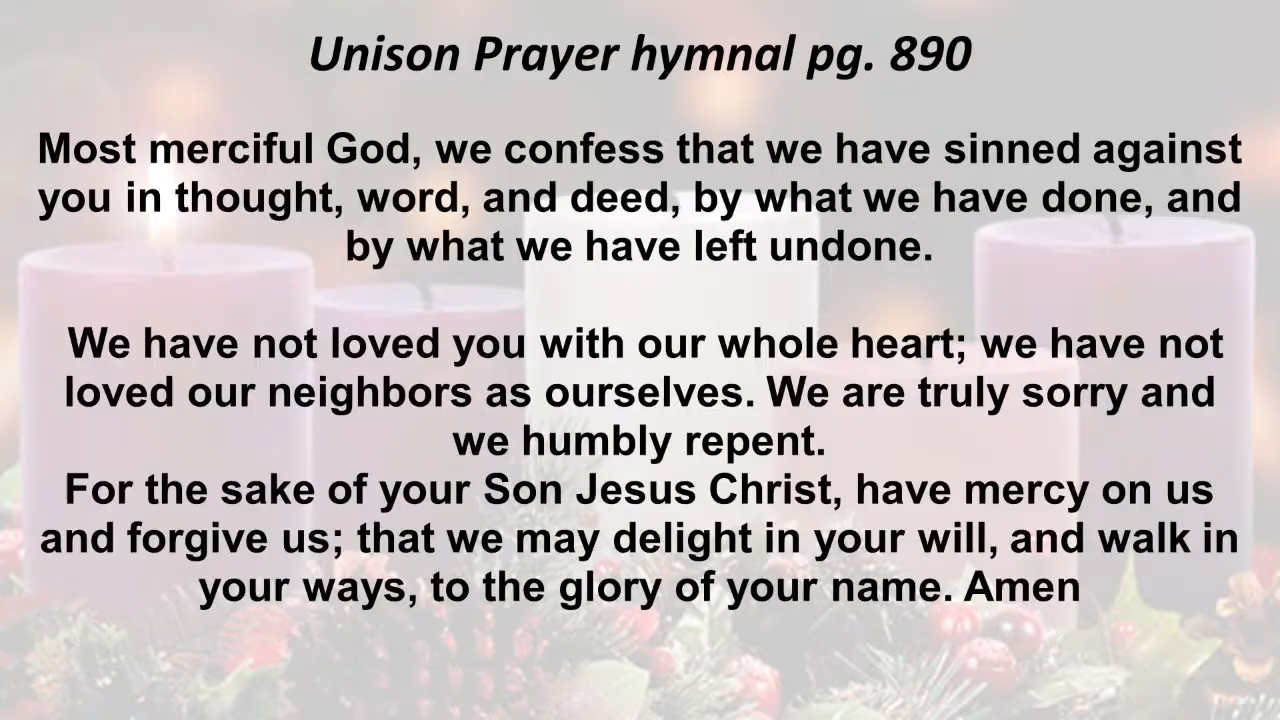 Unison Prayer hymnal pg. 890
Most merciful God, we confess that we have sinned against
you in thought, word, and deed, by what we have done, and
by what we have left undone.
We have not loved you with our whole heart; we have not
loved our neighbors as ourselves. We are truly sorry and
we humbly repent.
For the sake of your Son Jesus Christ, have mercy on us
and forgive us; that we may delight in your will, and walk in
your ways, to the glory of your name. Amen